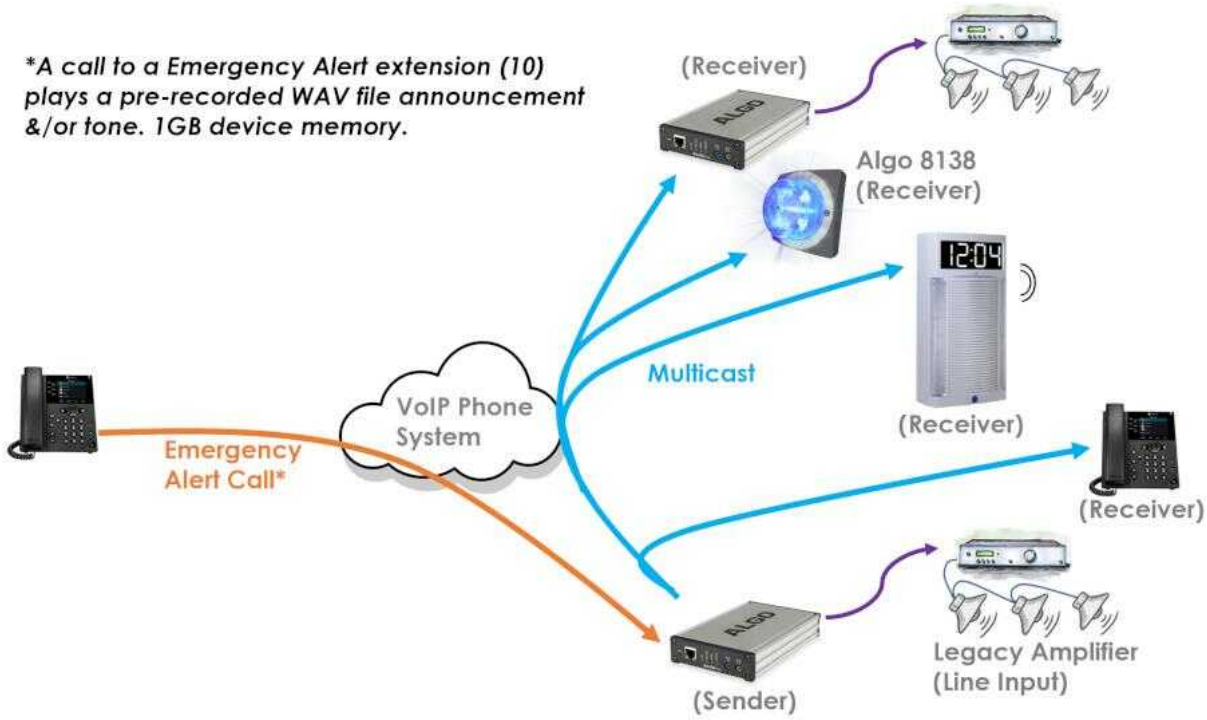 *A call to a Emergency Alert extension (10)
plays a pre-recorded WAV file announcement
&/or tone. 1GB device memory.
(Receiver)
ALGO
Algo 8138
(Receiver)
12:04
(Receiver)
Multicast
VoIP Phone
System
Emergency
Alert Call*
(Receiver)
ALGO
(Sender)
Legacy Amplifier
(Line Input)